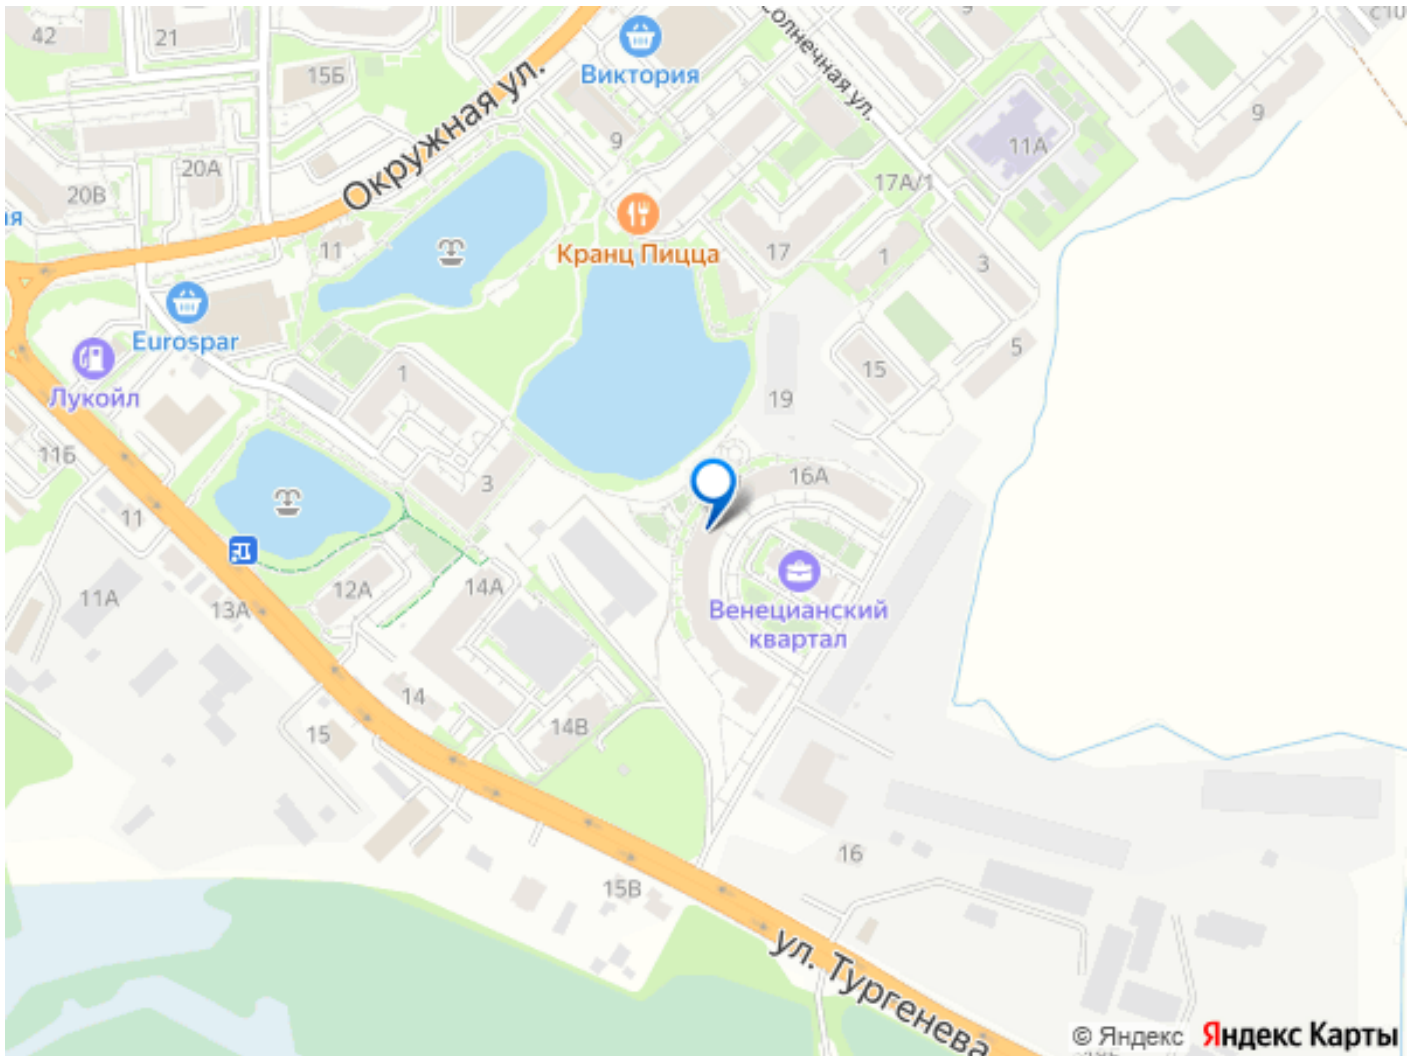 42
21
15Б
Виктория
Солнечная ул.
9
9
11А
Окружная ул.
9
20А
20В
17А/1
11
Кранц Пицца
17
1
3
Eurospar
Лукойл
1
15
5
19
11Б
3
16А
11
12А
14А
11А
13А
Венецианский
квартал
14
15
14В
16
15В
ул. Тургенева
© Яндекс
Яндекс Карты